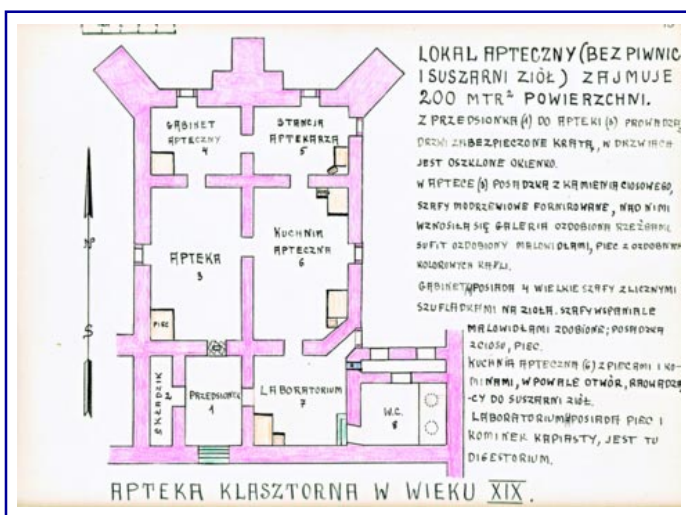 LOKAL APTECZNY (BEZ PIWNIC
I SUSZARNI ZIÓŁ) ZAJMUJE
200 MTR² POWIERZCHNI.
Z PRZEDSIONKA (1) DO APTEKI (3) PROWADZĄ
DRZWI ZABEZPIECZONE KRATĄ, W DRZWIACH
JEST OSZKLONE OKIENKO.
W APTECE (3) POSADZKA Z KAMIENIA CIOSOWEGO,
SZAFY MODRZEWIOWE FORNIROWANE, NAD NIMI
WZNOSIŁA SIĘ GALERIA OZDOBIONA RZEŹBAMI,
SUFIT OZDOBIONY MALOWIDŁAMI, PIEC Z OZDOBNYCH
KOLOROWYCH KAFLI.
GABINET POSIADA 4 WIELKIE SZAFY Z LICZNYMI
SZUFLADKAMI NA ZIOŁA. SZAFY WSPANIALE
MALOWIDŁAMI ZDOBIONE; POSADZKA
Z CIOSU, PIEC.
KUCHNIA APTECZNA (6) Z PIECAMI I KO-
MINAMI, W POWALE OTWÓR, PROWADZĄ-
-CY DO SUSZARNI ZIÓŁ.
LABORATORIUM POSIADA PIEC I
KOMINEK KAPIASTY, JEST TU
DIGESTORIUM.
GABINET
APTECZNY
4
STANCJA
APTEKARZA
5
APTEKA
3
KUCHNIA
APTECZNA
6
PIEC
SKŁADZIK
2
PRZEDSIONEK
1
LABORATORIUM
7
W.C.
8
N
S
APTEKA KLASZTORNA W WIEKU XIX.